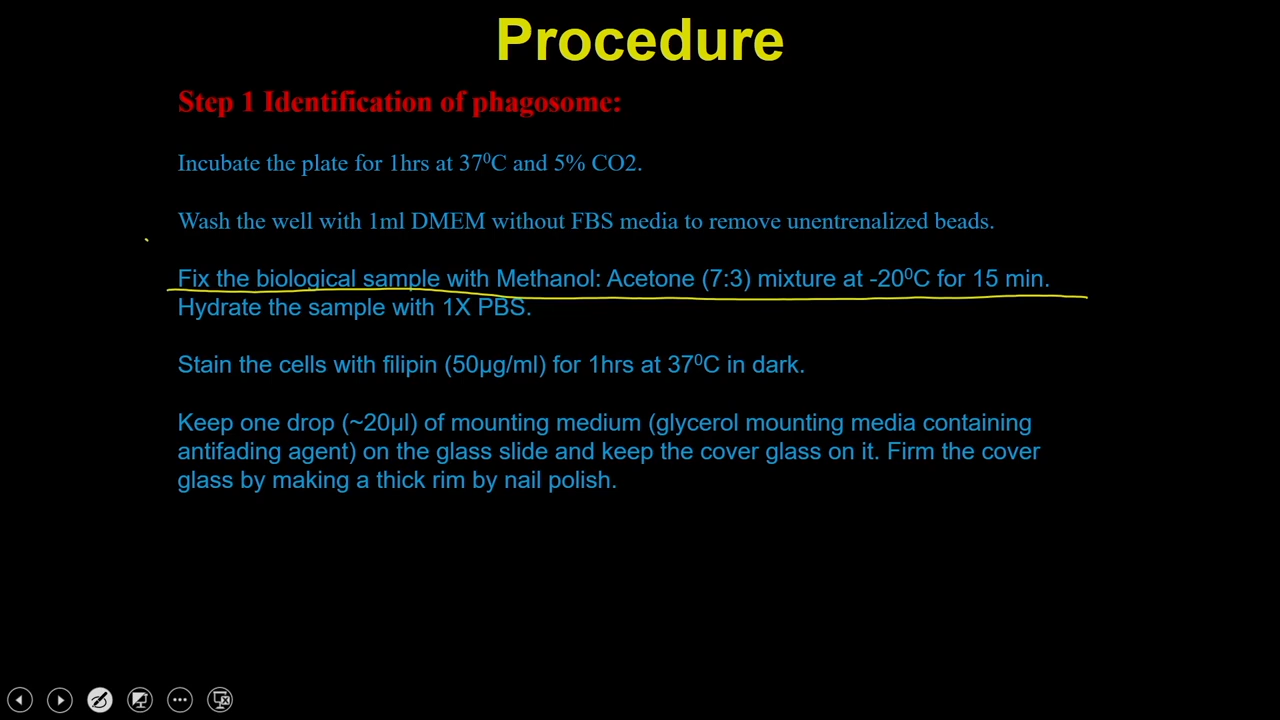 Procedure
Step 1 Identification of phagosome:
Incubate the plate for 1hrs at 37⁰C and 5% CO2.
Wash the well with 1ml DMEM without FBS media to remove unentrenalized beads.
Fix the biological sample with Methanol: Acetone (7:3) mixture at -20⁰C for 15 min.
Hydrate the sample with 1X PBS.
Stain the cells with filipin (50µg/ml) for 1hrs at 37⁰C in dark.
Keep one drop (~20µl) of mounting medium (glycerol mounting media containing
antifading agent) on the glass slide and keep the cover glass on it. Firm the cover
glass by making a thick rim by nail polish.